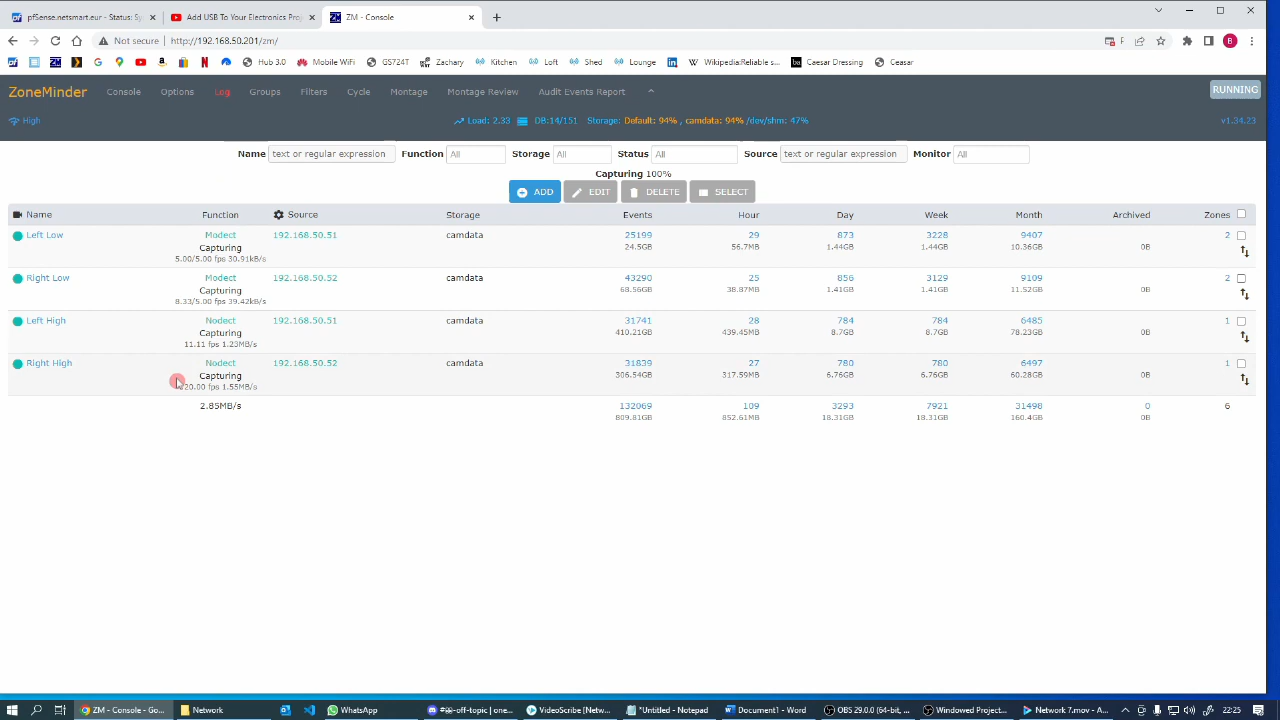 pfSense.netsmart.eur - Status: Sy
Add USB To Your Electronics Proj
ZM - Console
Not secure | http://192.168.50.201/zm/
Hub 3.0 Mobile WiFi GS724T Zachary Kitchen Loft Shed Lounge Wikipedia:Reliable s... Caesar Dressing Ceasar
ZoneMinder Console Options Log Groups Filters Cycle Montage Montage Review Audit Events Report RUNNING
High Load: 2.33 DB:14/151 Storage: Default: 94% , camdata: 94% /dev/shm: 47% v1.34.23
Name text or regular expression Function All Storage All Status All Source text or regular expression Monitor All
Capturing 100%
ADD EDIT DELETE SELECT
Name Function Source Storage Events Hour Day Week Month Archived Zones
Left Low Modect 192.168.50.51 camdata 25199 29 873 3228 9407 2
Capturing 24.5GB 56.7MB 1.44GB 1.44GB 10.36GB 0B
5.00/5.00 fps 30.91kB/s
Right Low Modect 192.168.50.52 camdata 43290 25 856 3129 9109 2
Capturing 68.56GB 38.87MB 1.41GB 1.41GB 11.52GB 0B
8.33/5.00 fps 39.42kB/s
Left High Nodect 192.168.50.51 camdata 31741 28 784 784 6485 1
Capturing 410.21GB 439.45MB 8.7GB 8.7GB 78.23GB 0B
11.11 fps 1.23MB/s
Right High Nodect 192.168.50.52 camdata 31839 27 780 780 6497 1
Capturing 306.54GB 317.59MB 6.76GB 6.76GB 60.28GB 0B
20.00 fps 1.55MB/s
2.85MB/s 132069 109 3293 7921 31498 0 6
809.81GB 852.61MB 18.31GB 18.31GB 160.4GB 0B
ZM - Console - Go... Network WhatsApp one... VideoScribe [Netw... *Untitled - Notepad Document1 - Word OBS 29.0.0 (64-bit, ... Windowed Project... Network 7.mov - A... 22:25